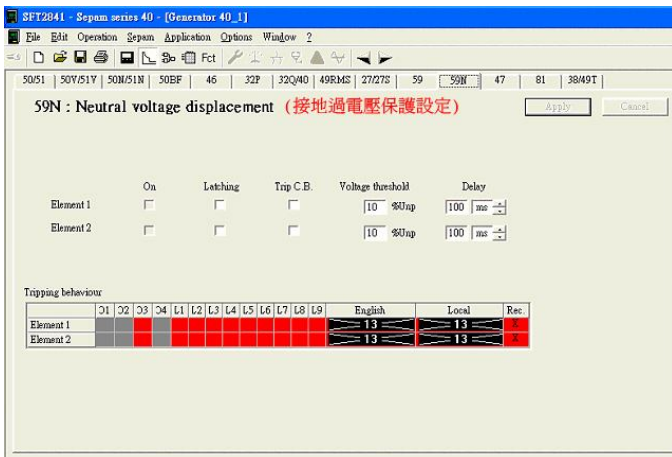 SFT2841 - Sepam series 40 - [Generator 40_1]
File Edit Operation Sepam Application Options Window ?
Fct
50/51 50V/51V 50N/51N 50BF 46 32P 32Q/40 49RMS 27/27S 59 59N 47 81 38/49T
59N : Neutral voltage displacement (接地過電壓保護設定) Apply Cancel
On Latching Trip C.B. Voltage threshold Delay
Element 1 10 %Unp 100 ms
Element 2 10 %Unp 100 ms
Tripping behaviour
O1 O2 O3 O4 L1 L2 L3 L4 L5 L6 L7 L8 L9 English Local Rec.
Element 1 13 13 X
Element 2 13 13 X